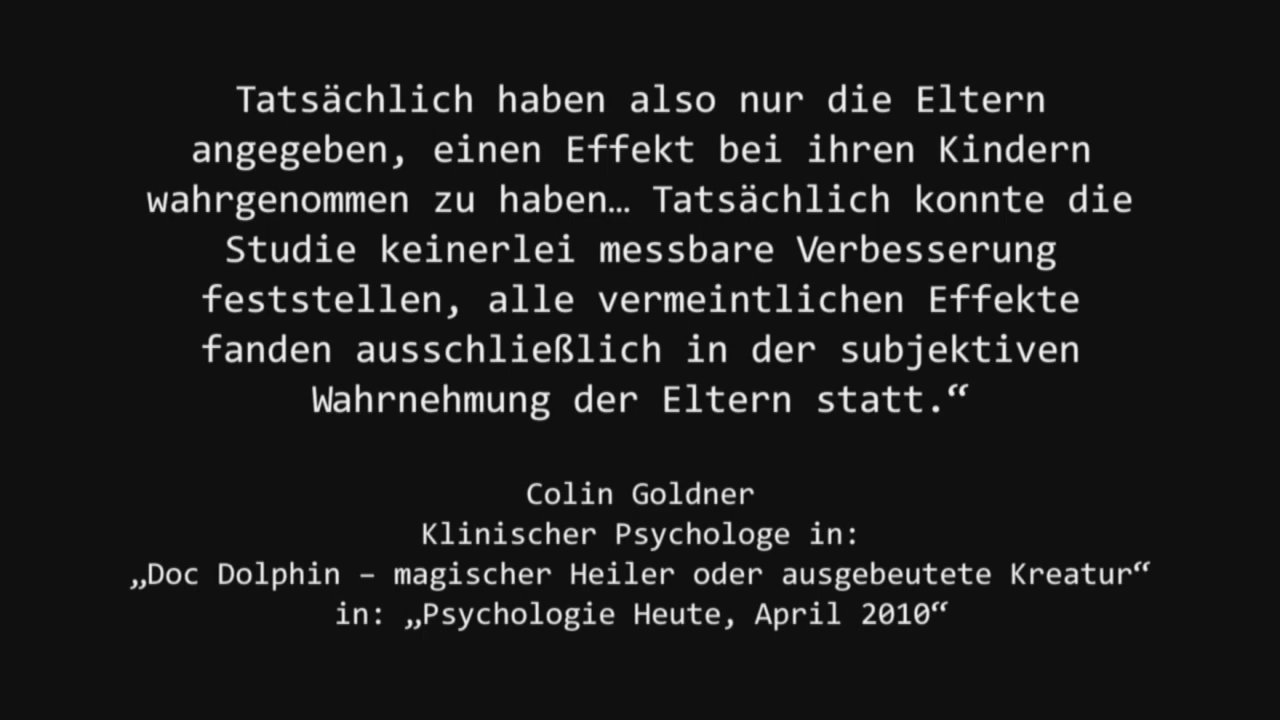 Tatsächlich haben also nur die Eltern
angegeben, einen Effekt bei ihren Kindern
wahrgenommen zu haben… Tatsächlich konnte die
Studie keinerlei messbare Verbesserung
feststellen, alle vermeintlichen Effekte
fanden ausschließlich in der subjektiven
Wahrnehmung der Eltern statt.“
Colin Goldner
Klinischer Psychologe in:
„Doc Dolphin – magischer Heiler oder ausgebeutete Kreatur“
in: „Psychologie Heute, April 2010“